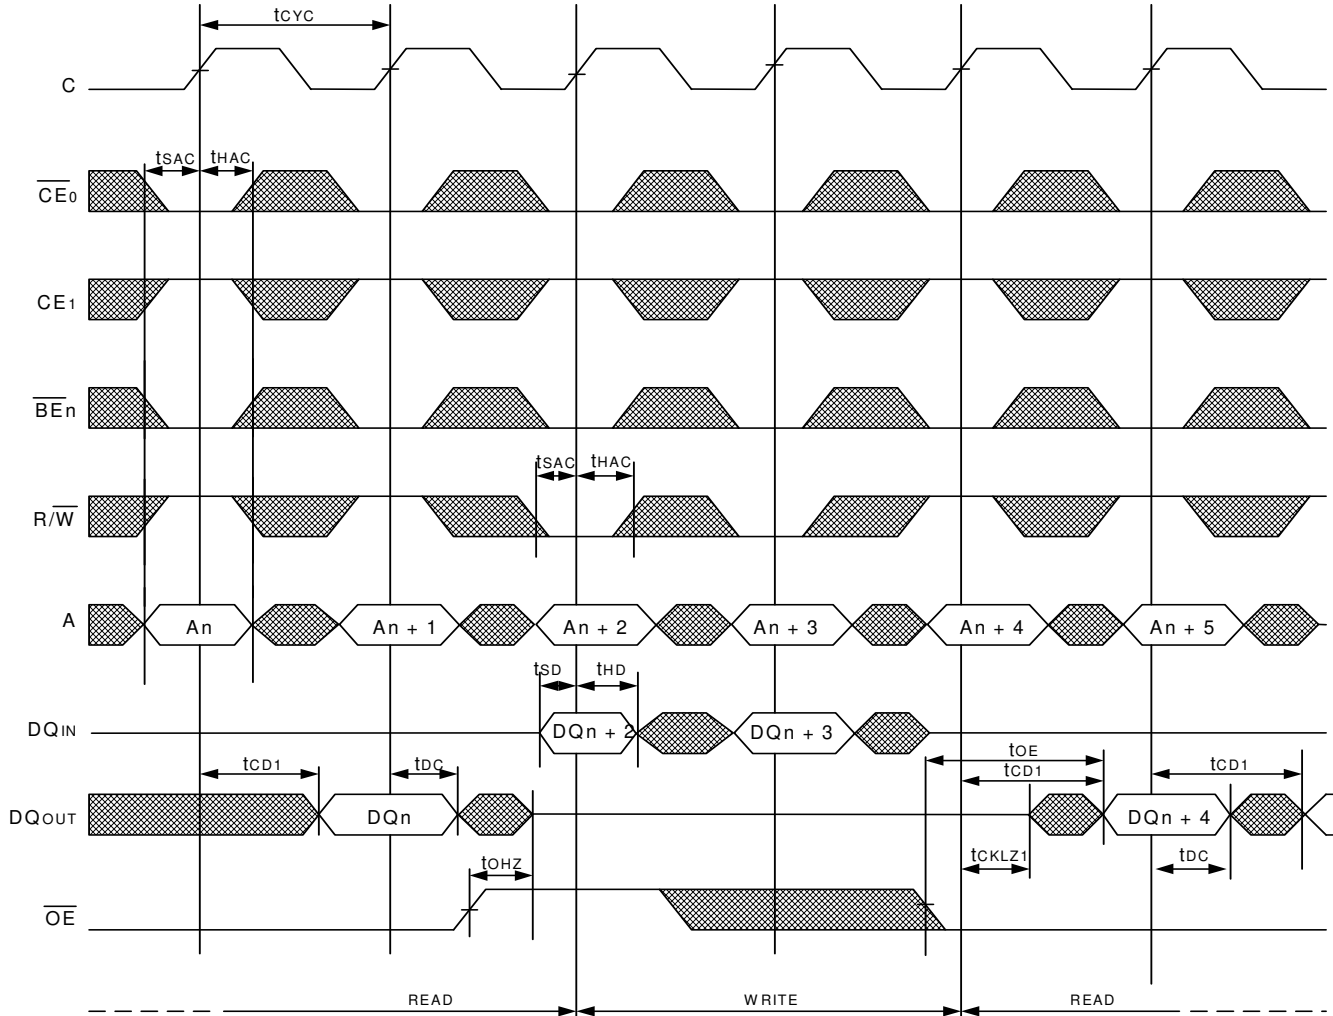 tCYC
C
tSAC tHAC
CE0
CE1
BEn
tSAC tHAC
R/W
A An An + 1 An + 2 An + 3 An + 4 An + 5
tSD tHD
DQIN DQn + 2 DQn + 3
tOE
tCD1 tDC tCD1 tCD1
DQOUT DQn DQn + 4
tOHZ tCKLZ1 tDC
OE
READ WRITE READ